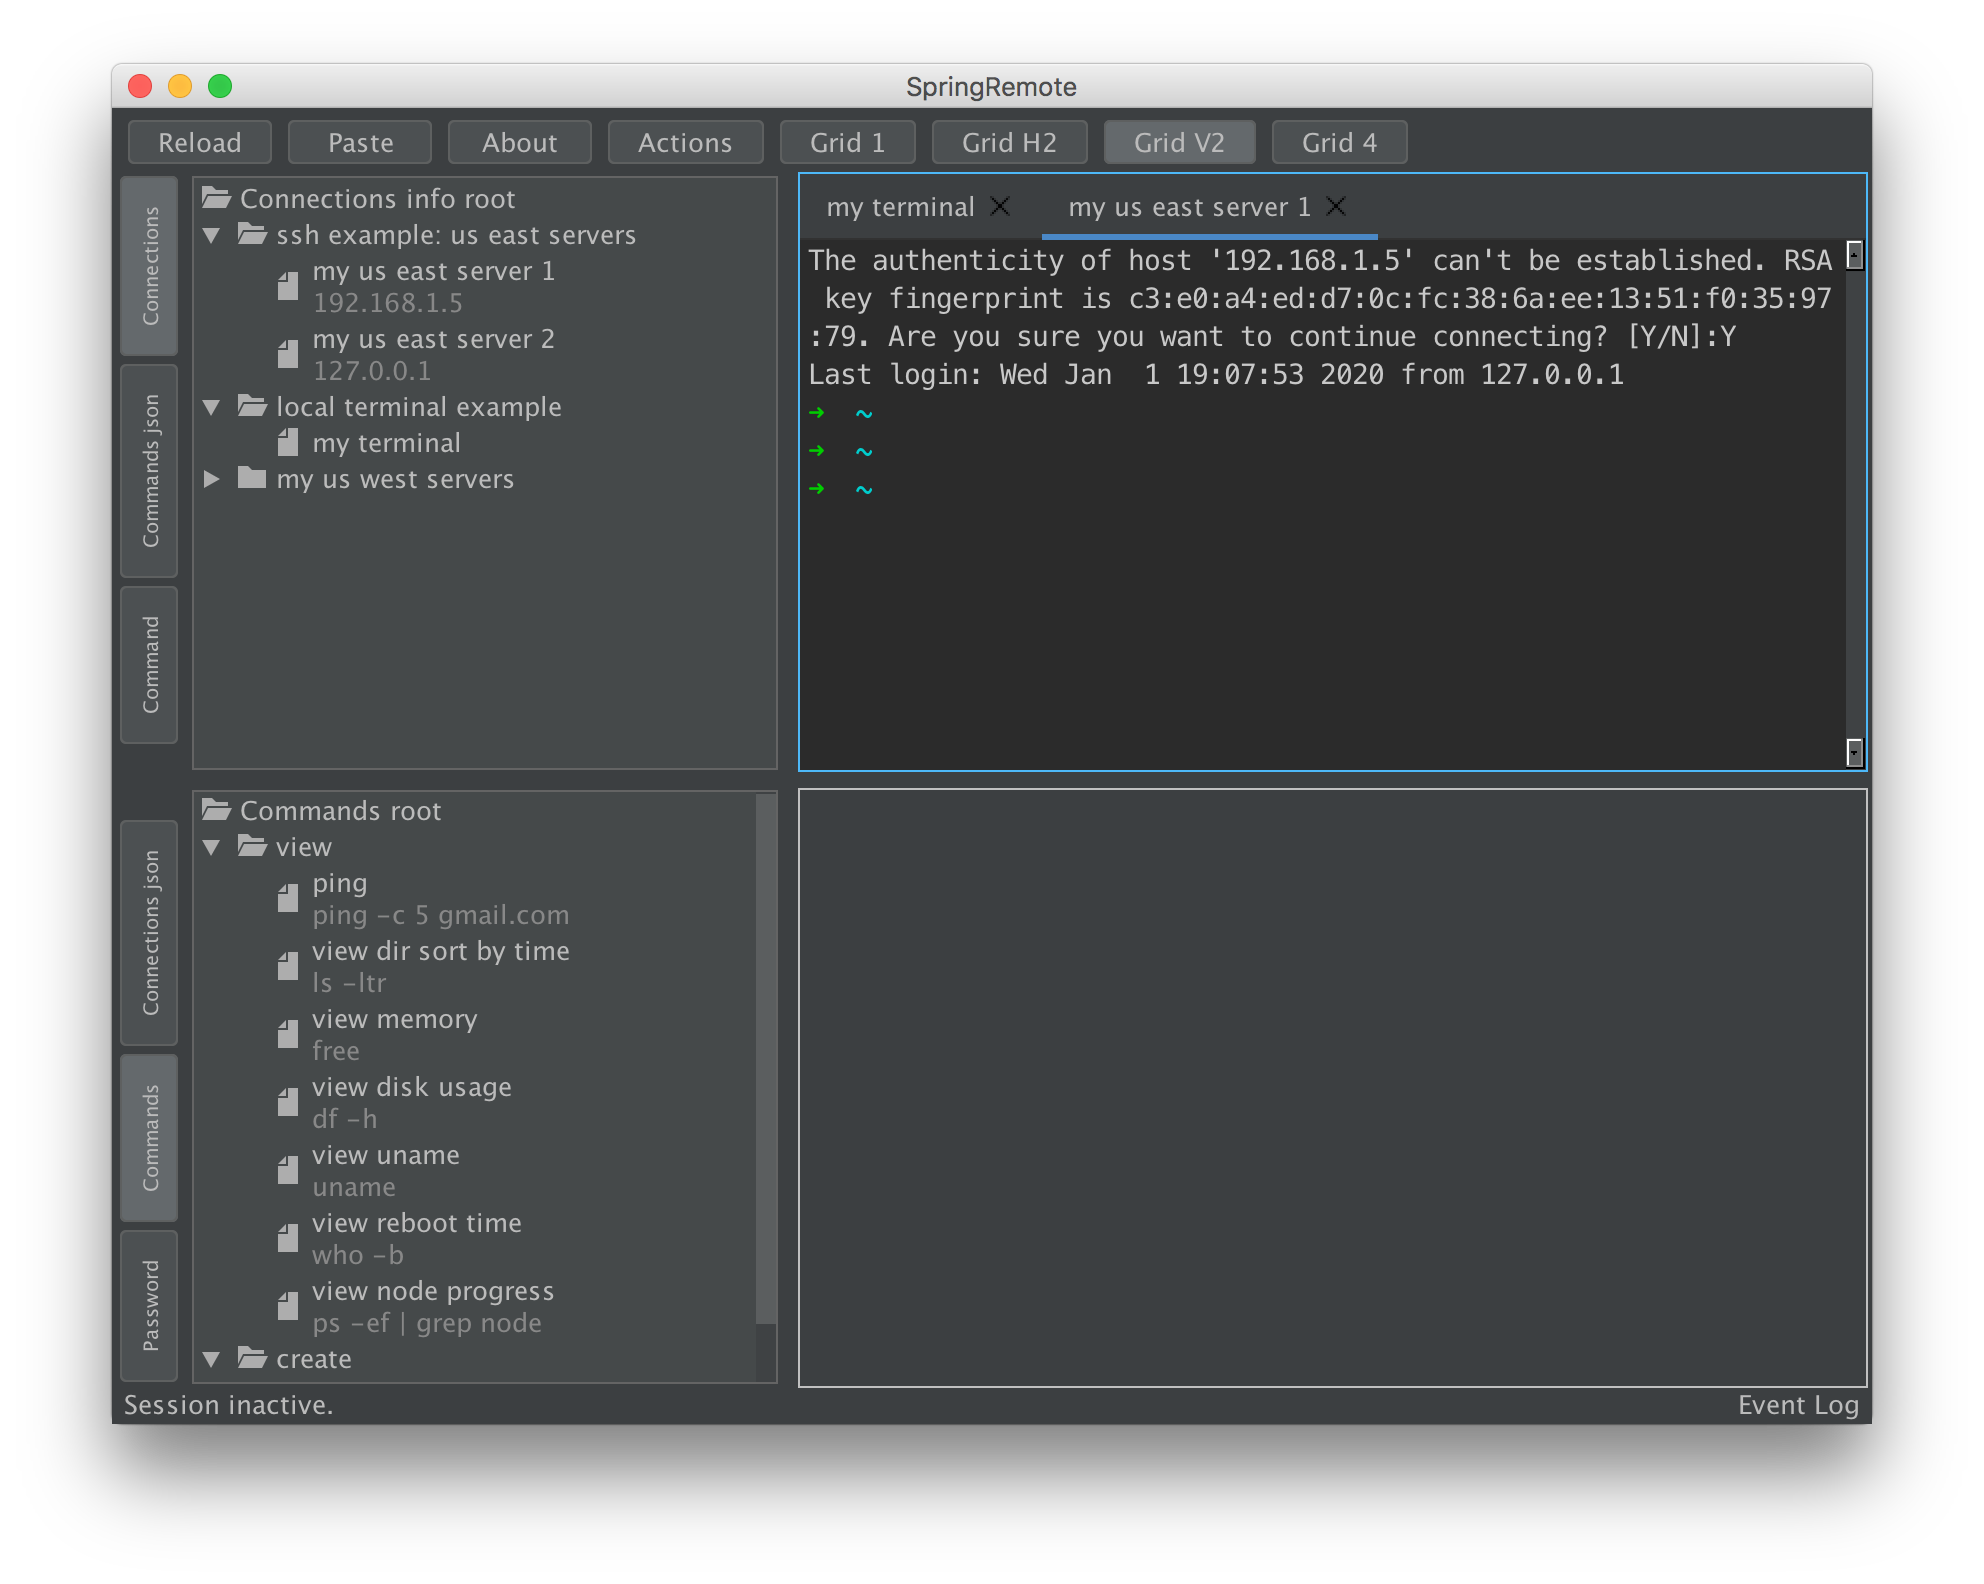 SpringRemote
Reload Paste About Actions Grid 1 Grid H2 Grid V2 Grid 4
Connections
Commands json
Command
Connections info root
ssh example: us east servers
my us east server 1
192.168.1.5
my us east server 2
127.0.0.1
local terminal example
my terminal
my us west servers
my terminal my us east server 1
The authenticity of host '192.168.1.5' can't be established. RSA
key fingerprint is c3:e0:a4:ed:d7:0c:fc:38:6a:ee:13:51:f0:35:97
:79. Are you sure you want to continue connecting? [Y/N]:Y
Last login: Wed Jan  1 19:07:53 2020 from 127.0.0.1
➜  ~
➜  ~
➜  ~
Connections json
Commands
Password
Commands root
view
ping
ping -c 5 gmail.com
view dir sort by time
ls -ltr
view memory
free
view disk usage
df -h
view uname
uname
view reboot time
who -b
view node progress
ps -ef | grep node
create
Session inactive.
Event Log